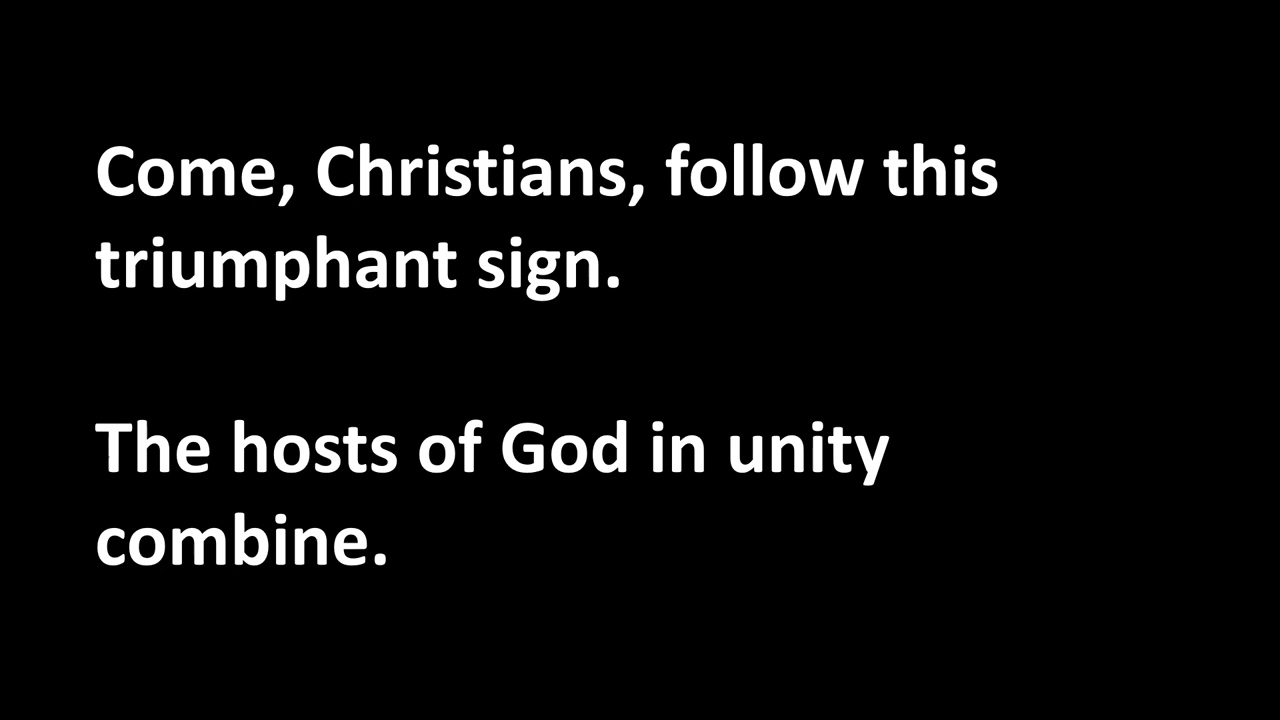 Come, Christians, follow this
triumphant sign.
The hosts of God in unity
combine.